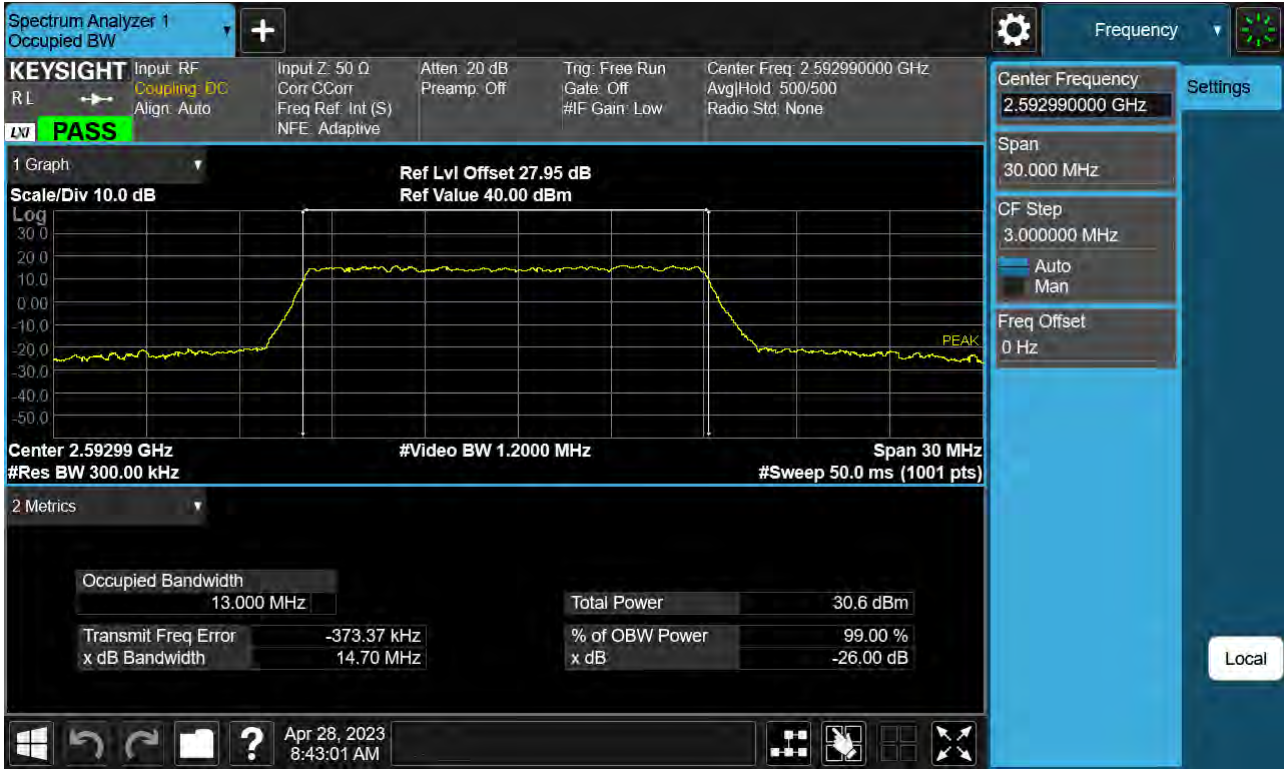 Spectrum Analyzer 1
Occupied BW
Frequency
KEYSIGHT
R L
LXI
PASS
Input: RF
Coupling: DC
Align: Auto
Input Z: 50 Ω
Corr CCorr
Freq Ref: Int (S)
NFE: Adaptive
Atten: 20 dB
Preamp: Off
Trig: Free Run
Gate: Off
#IF Gain: Low
Center Freq: 2.592990000 GHz
Avg|Hold: 500/500
Radio Std: None
Center Frequency
2.592990000 GHz
Settings
Span
30.000 MHz
CF Step
3.000000 MHz
Auto
Man
Freq Offset
0 Hz
Local
1 Graph
Scale/Div 10.0 dB
Ref Lvl Offset 27.95 dB
Ref Value 40.00 dBm
Log
30.0
20.0
10.0
0.00
-10.0
-20.0
-30.0
-40.0
-50.0
PEAK
Center 2.59299 GHz
#Video BW 1.2000 MHz
Span 30 MHz
#Res BW 300.00 kHz
#Sweep 50.0 ms (1001 pts)
2 Metrics
Occupied Bandwidth
13.000 MHz
Total Power 30.6 dBm
Transmit Freq Error -373.37 kHz
% of OBW Power 99.00 %
x dB Bandwidth 14.70 MHz
x dB -26.00 dB
?
Apr 28, 2023
8:43:01 AM